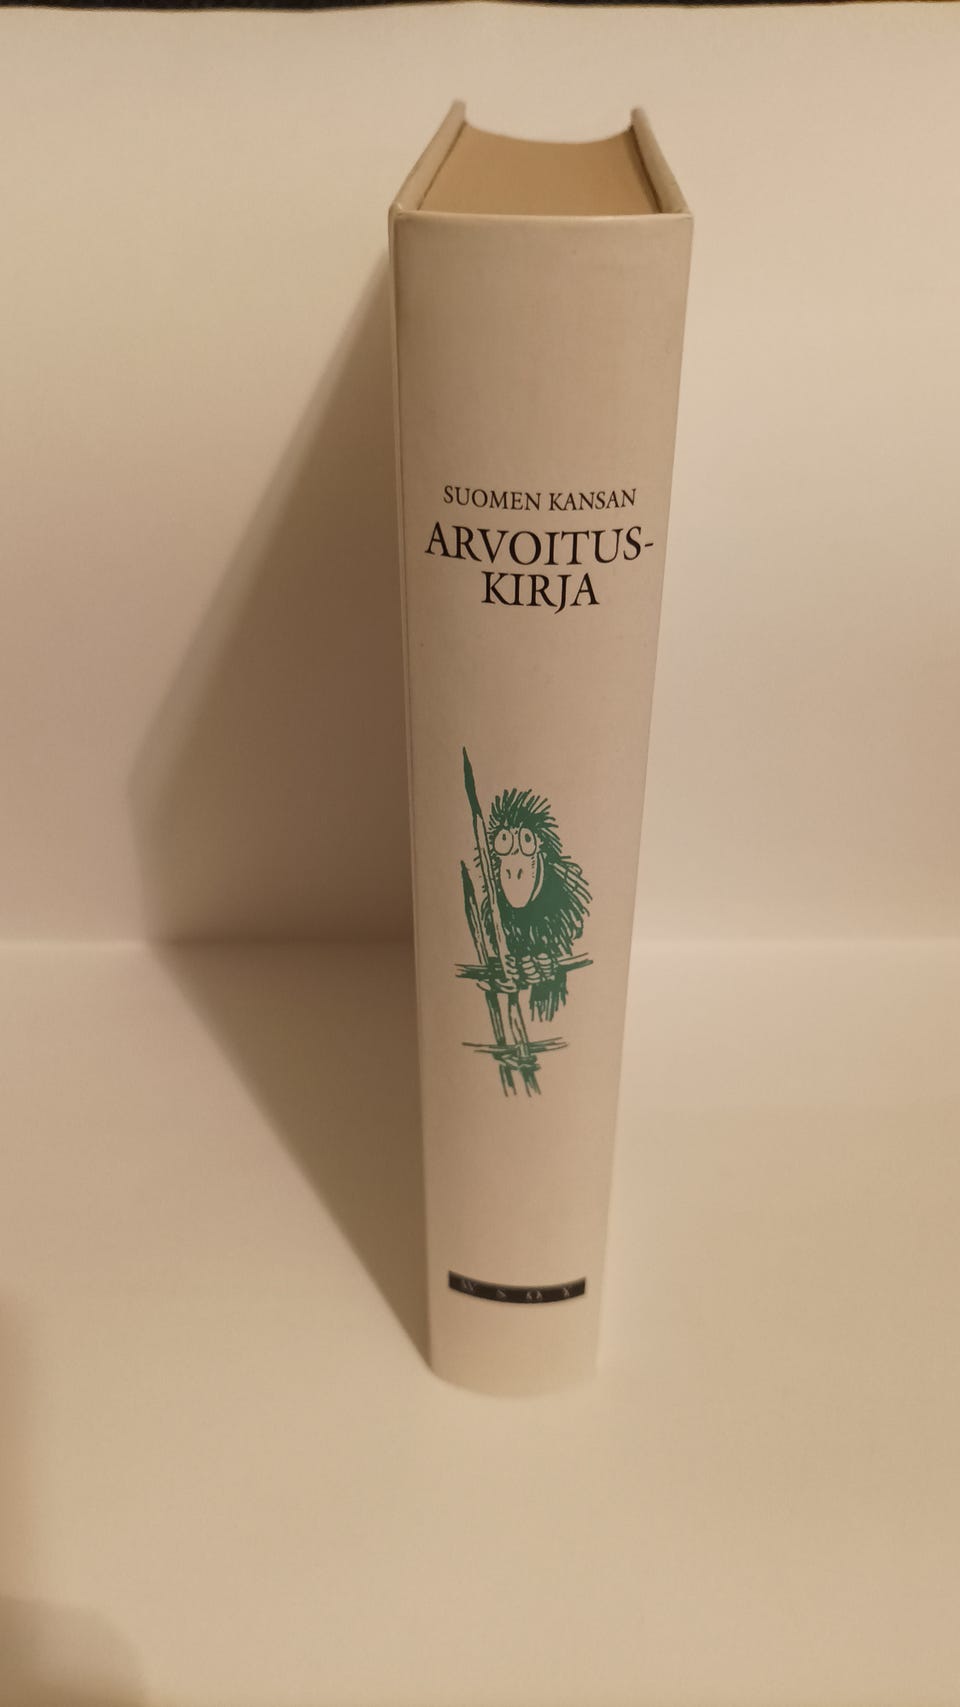 SUOMEN KANSAN
ARVOITUS-
KIRJA
WSOY